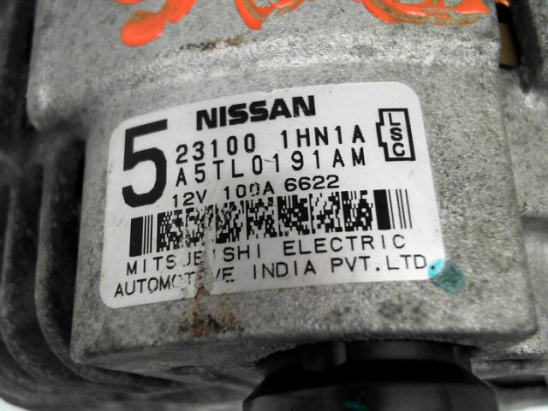 NISSAN
5
23100 1HN1A
LSC
A5TL0191AM
12V 100A 6622
MITSUBISHI ELECTRIC
AUTOMOTIVE INDIA PVT.LTD